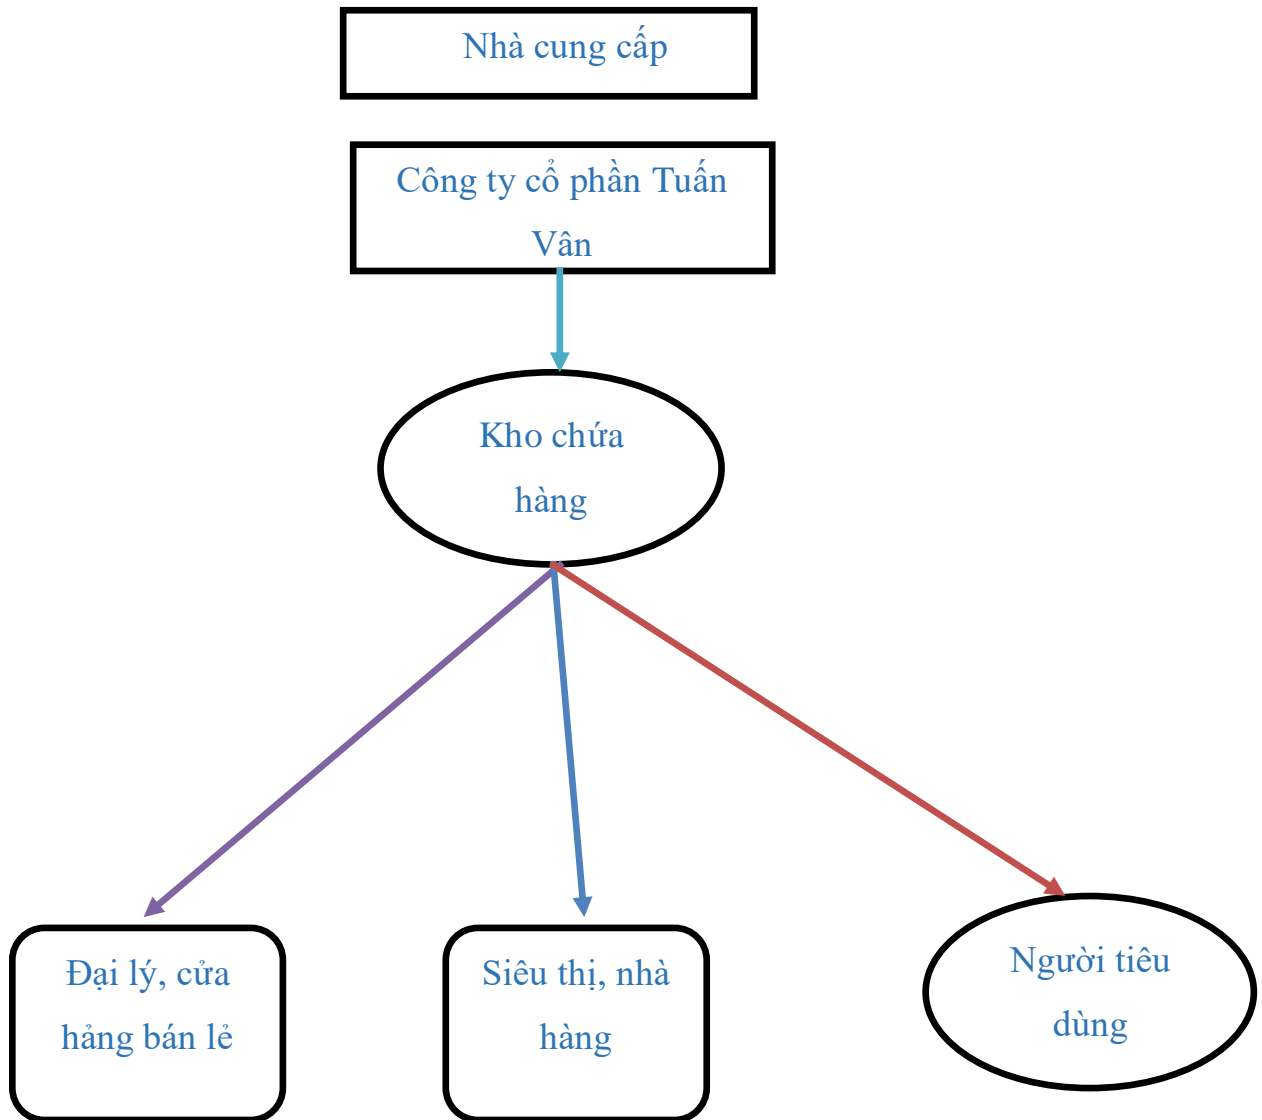 Nhà cung cấp
Công ty cổ phần Tuấn
Vân
Kho chứa
hàng
Đại lý, cửa
hảng bán lẻ
Siêu thị, nhà
hàng
Người tiêu
dùng